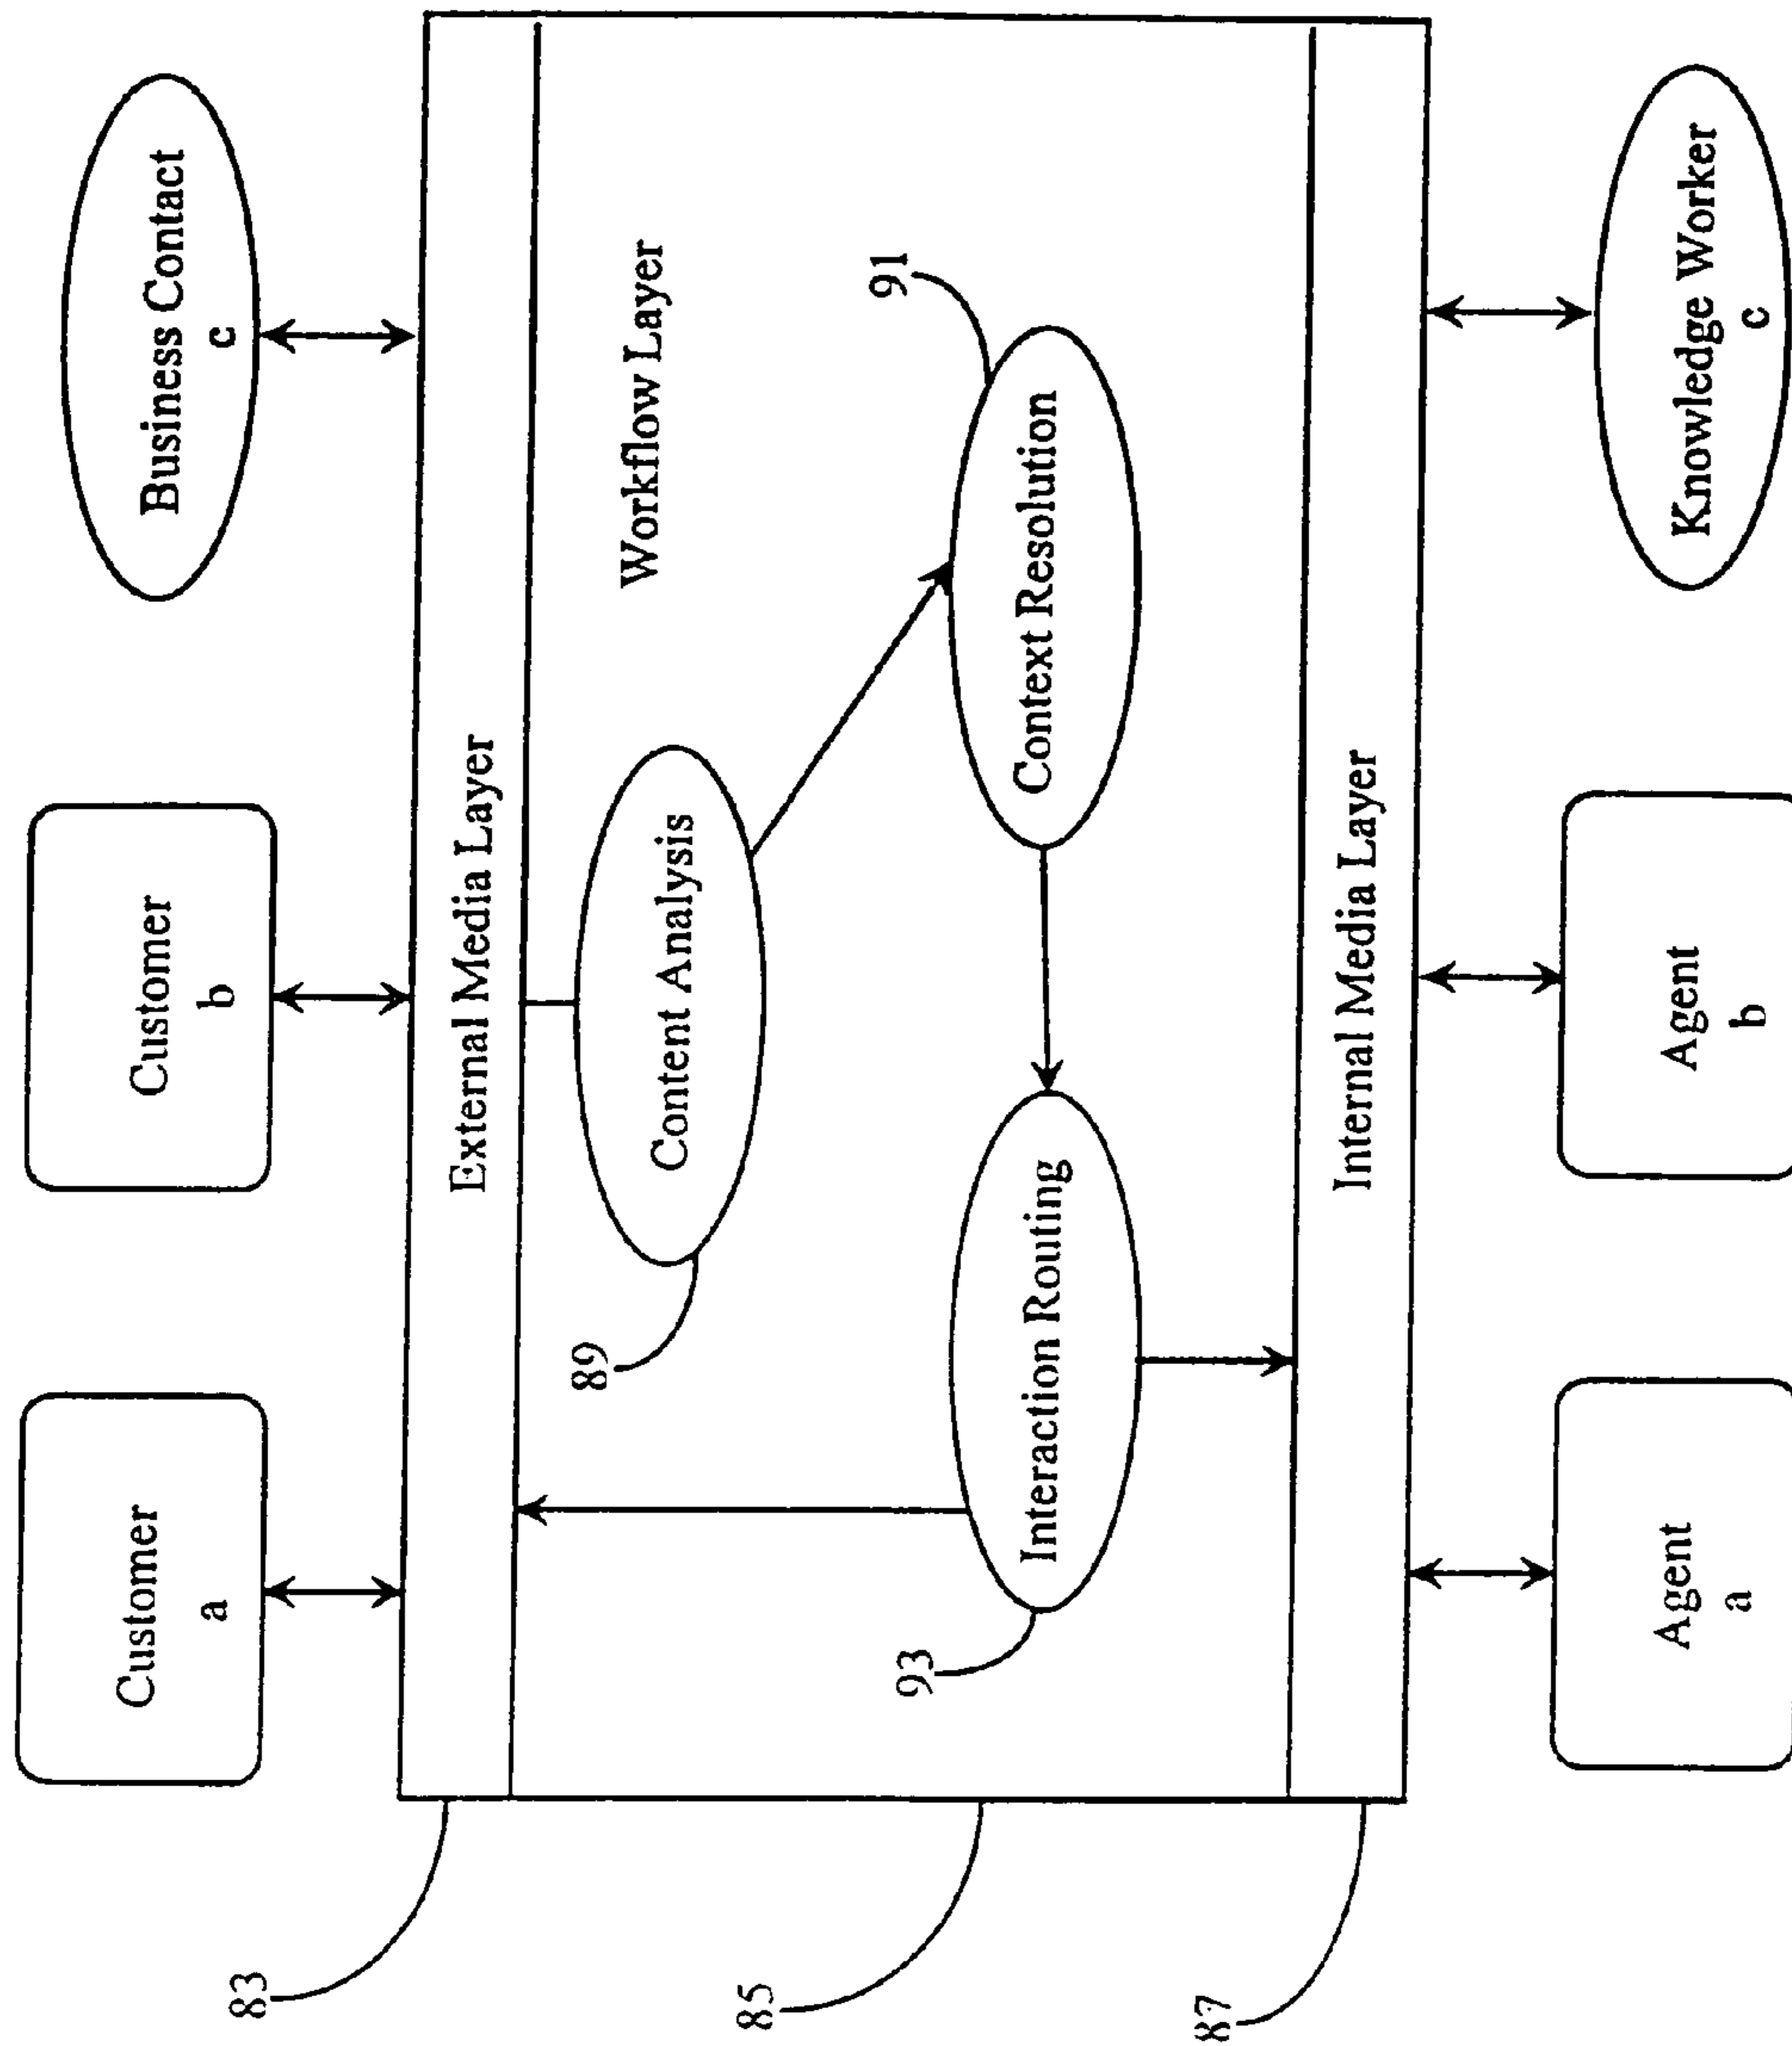 Customer
a
Customer
b
Business Contact
c
83
External Media Layer
Workflow Layer
Content Analysis
89
91
85
93
Interaction Routing
Context Resolution
87
Internal Media Layer
Agent
a
Agent
b
Knowledge Worker
c